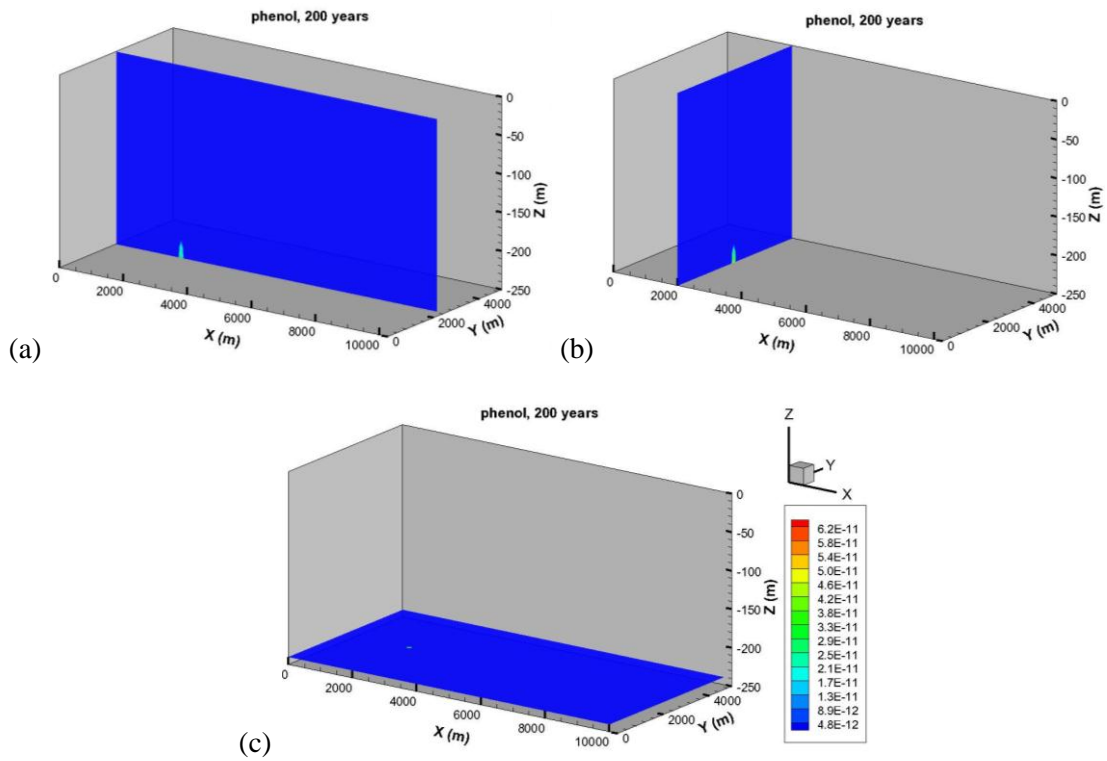 phenol, 200 years
0
-50
-100
-150
-200
-250
Z (m)
0
2000
4000
6000
8000
10000
X (m)
0
2000
4000
Y (m)
(a)
phenol, 200 years
0
-50
-100
-150
-200
-250
Z (m)
0
2000
4000
6000
8000
10000
X (m)
0
2000
4000
Y (m)
(b)
phenol, 200 years
0
-50
-100
-150
-200
-250
Z (m)
0
2000
4000
6000
8000
10000
X (m)
0
2000
4000
Y (m)
(c)
Z
Y
X
6.2E-11
5.8E-11
5.4E-11
5.0E-11
4.6E-11
4.2E-11
3.8E-11
3.3E-11
2.9E-11
2.5E-11
2.1E-11
1.7E-11
1.3E-11
8.9E-12
4.8E-12